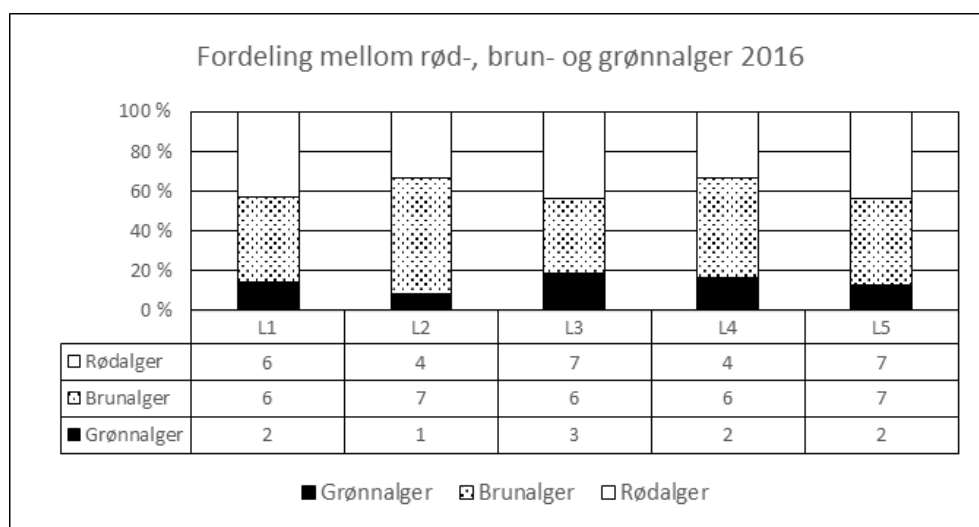 Fordeling mellom rød-, brun- og grønnalger 2016
100 %
80 %
60 %
40 %
20 %
0 %
L1 L2 L3 L4 L5
Rødalger 6 4 7 4 7
Brunalger 6 7 6 6 7
Grønnalger 2 1 3 2 2
Grønnalger Brunalger Rødalger